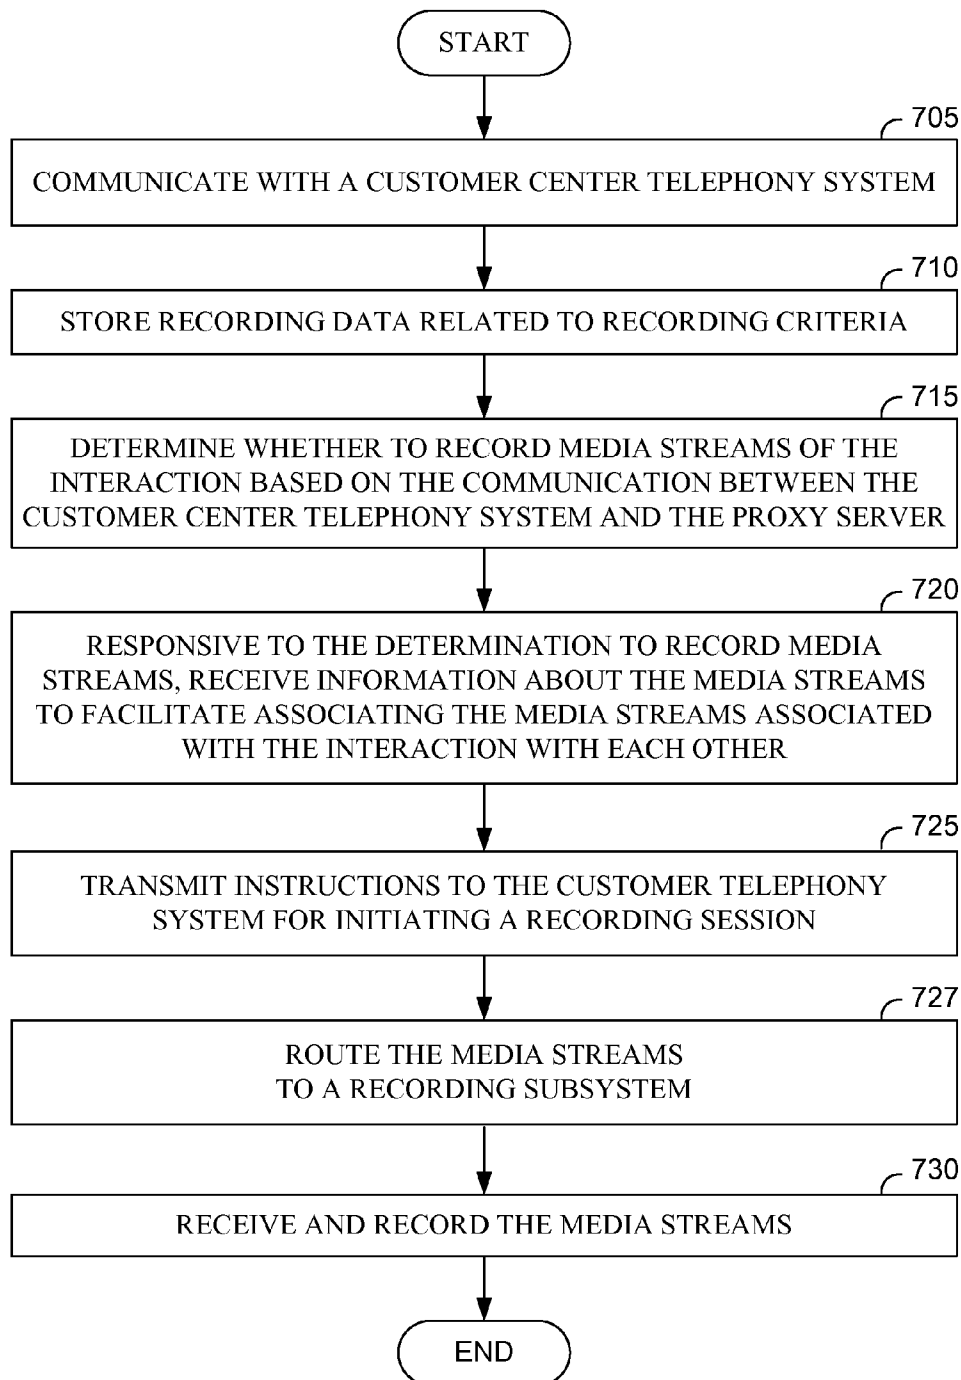 START
705
COMMUNICATE WITH A CUSTOMER CENTER TELEPHONY SYSTEM
710
STORE RECORDING DATA RELATED TO RECORDING CRITERIA
715
DETERMINE WHETHER TO RECORD MEDIA STREAMS OF THE
INTERACTION BASED ON THE COMMUNICATION BETWEEN THE
CUSTOMER CENTER TELEPHONY SYSTEM AND THE PROXY SERVER
720
RESPONSIVE TO THE DETERMINATION TO RECORD MEDIA
STREAMS, RECEIVE INFORMATION ABOUT THE MEDIA STREAMS
TO FACILITATE ASSOCIATING THE MEDIA STREAMS ASSOCIATED
WITH THE INTERACTION WITH EACH OTHER
725
TRANSMIT INSTRUCTIONS TO THE CUSTOMER TELEPHONY
SYSTEM FOR INITIATING A RECORDING SESSION
727
ROUTE THE MEDIA STREAMS
TO A RECORDING SUBSYSTEM
730
RECEIVE AND RECORD THE MEDIA STREAMS
END